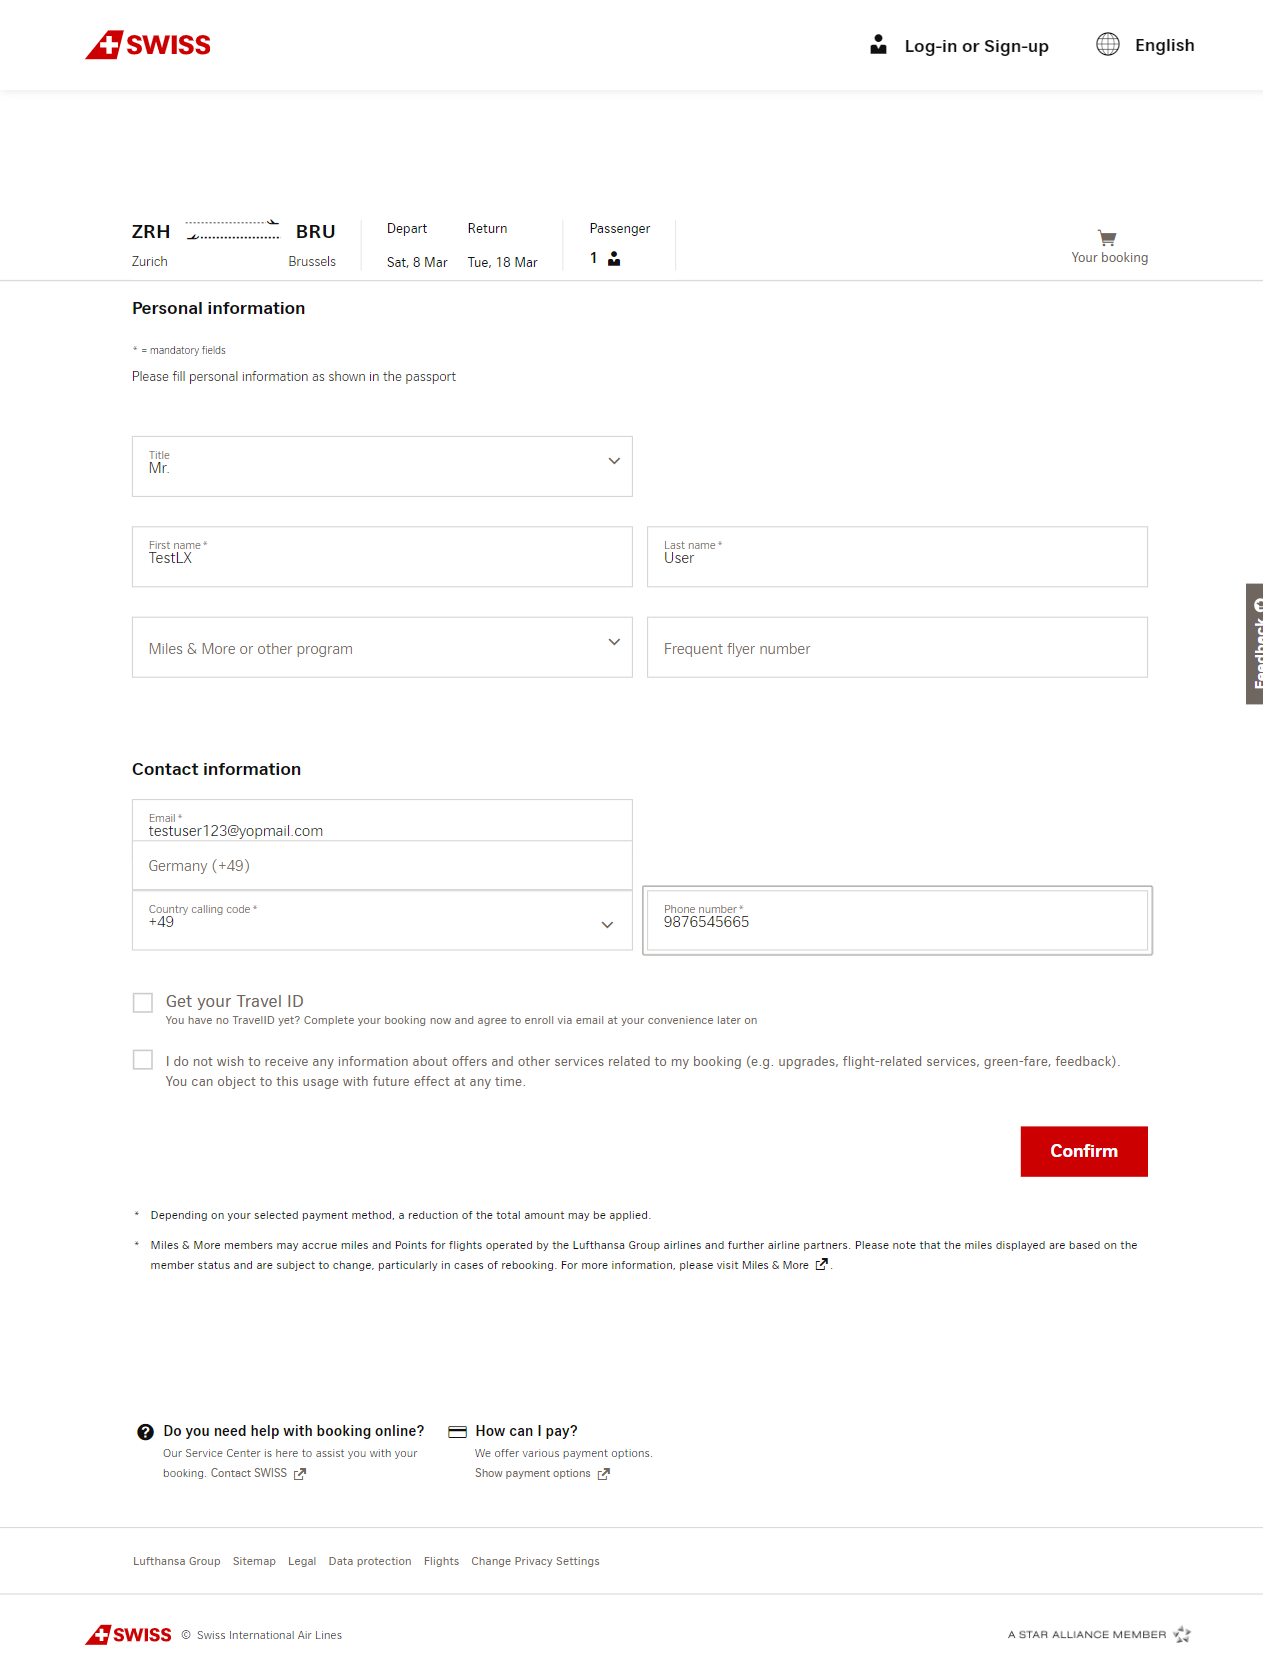 SWISS
Log-in or Sign-up
English
ZRH BRU
Zurich Brussels
Depart Return
Sat, 8 Mar Tue, 18 Mar
Passenger
1
Your booking
Personal information
* = mandatory fields
Please fill personal information as shown in the passport
Title
Mr.
First name *
TestLX
Last name *
User
Miles & More or other program
Frequent flyer number
Feedback
Contact information
Email *
testuser123@yopmail.com
Germany (+49)
Country calling code *
+49
Phone number *
9876545665
Get your Travel ID
You have no TravelID yet? Complete your booking now and agree to enroll via email at your convenience later on
I do not wish to receive any information about offers and other services related to my booking (e.g. upgrades, flight-related services, green-fare, feedback).
You can object to this usage with future effect at any time.
Confirm
* Depending on your selected payment method, a reduction of the total amount may be applied.
* Miles & More members may accrue miles and Points for flights operated by the Lufthansa Group airlines and further airline partners. Please note that the miles displayed are based on the
member status and are subject to change, particularly in cases of rebooking. For more information, please visit Miles & More .
Do you need help with booking online?
Our Service Center is here to assist you with your
booking. Contact SWISS
How can I pay?
We offer various payment options.
Show payment options
Lufthansa Group Sitemap Legal Data protection Flights Change Privacy Settings
SWISS © Swiss International Air Lines
A STAR ALLIANCE MEMBER